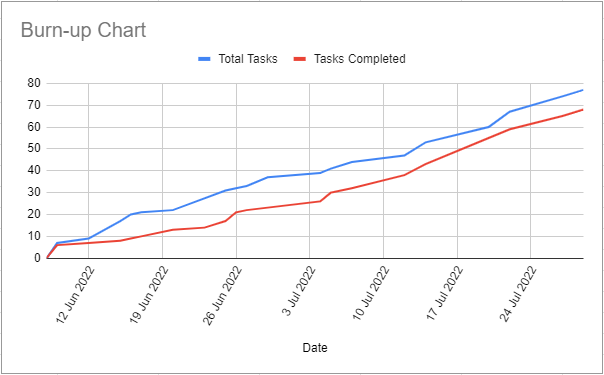 Burn-up Chart
Total Tasks Tasks Completed
80
70
60
50
40
30
20
10
0
12 Jun 2022
19 Jun 2022
26 Jun 2022
3 Jul 2022
10 Jul 2022
17 Jul 2022
24 Jul 2022
Date